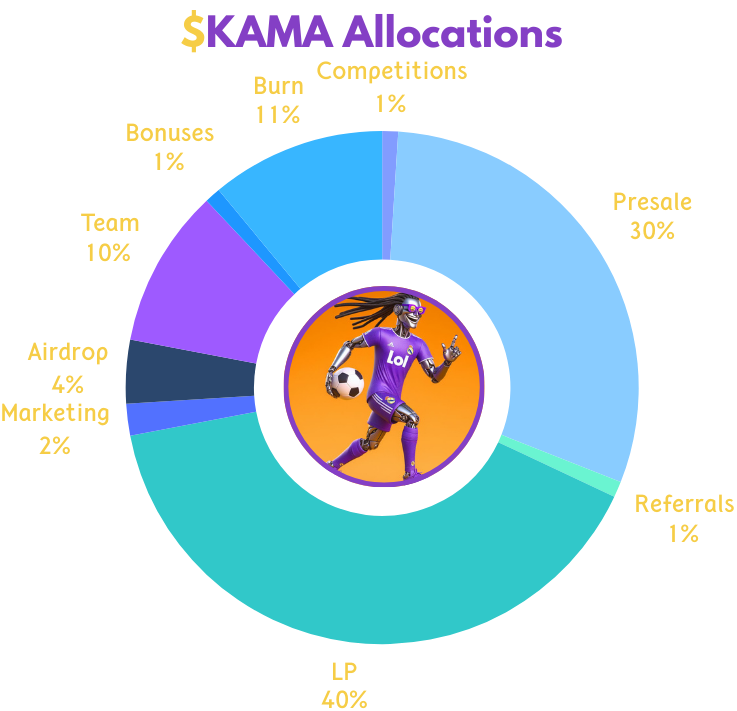 $KAMA Allocations
Competitions
1%
Burn
11%
Bonuses
1%
Presale
30%
Team
10%
Airdrop
4%
Marketing
2%
Lol
Referrals
1%
LP
40%